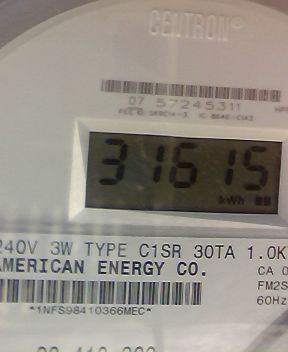 CENTRON®
07 57245311
31615
kWh
240V 3W TYPE C1SR 30TA 1.0K
AMERICAN ENERGY CO.
CA 0
FM2S
60Hz
*1NFS98410366MEC*